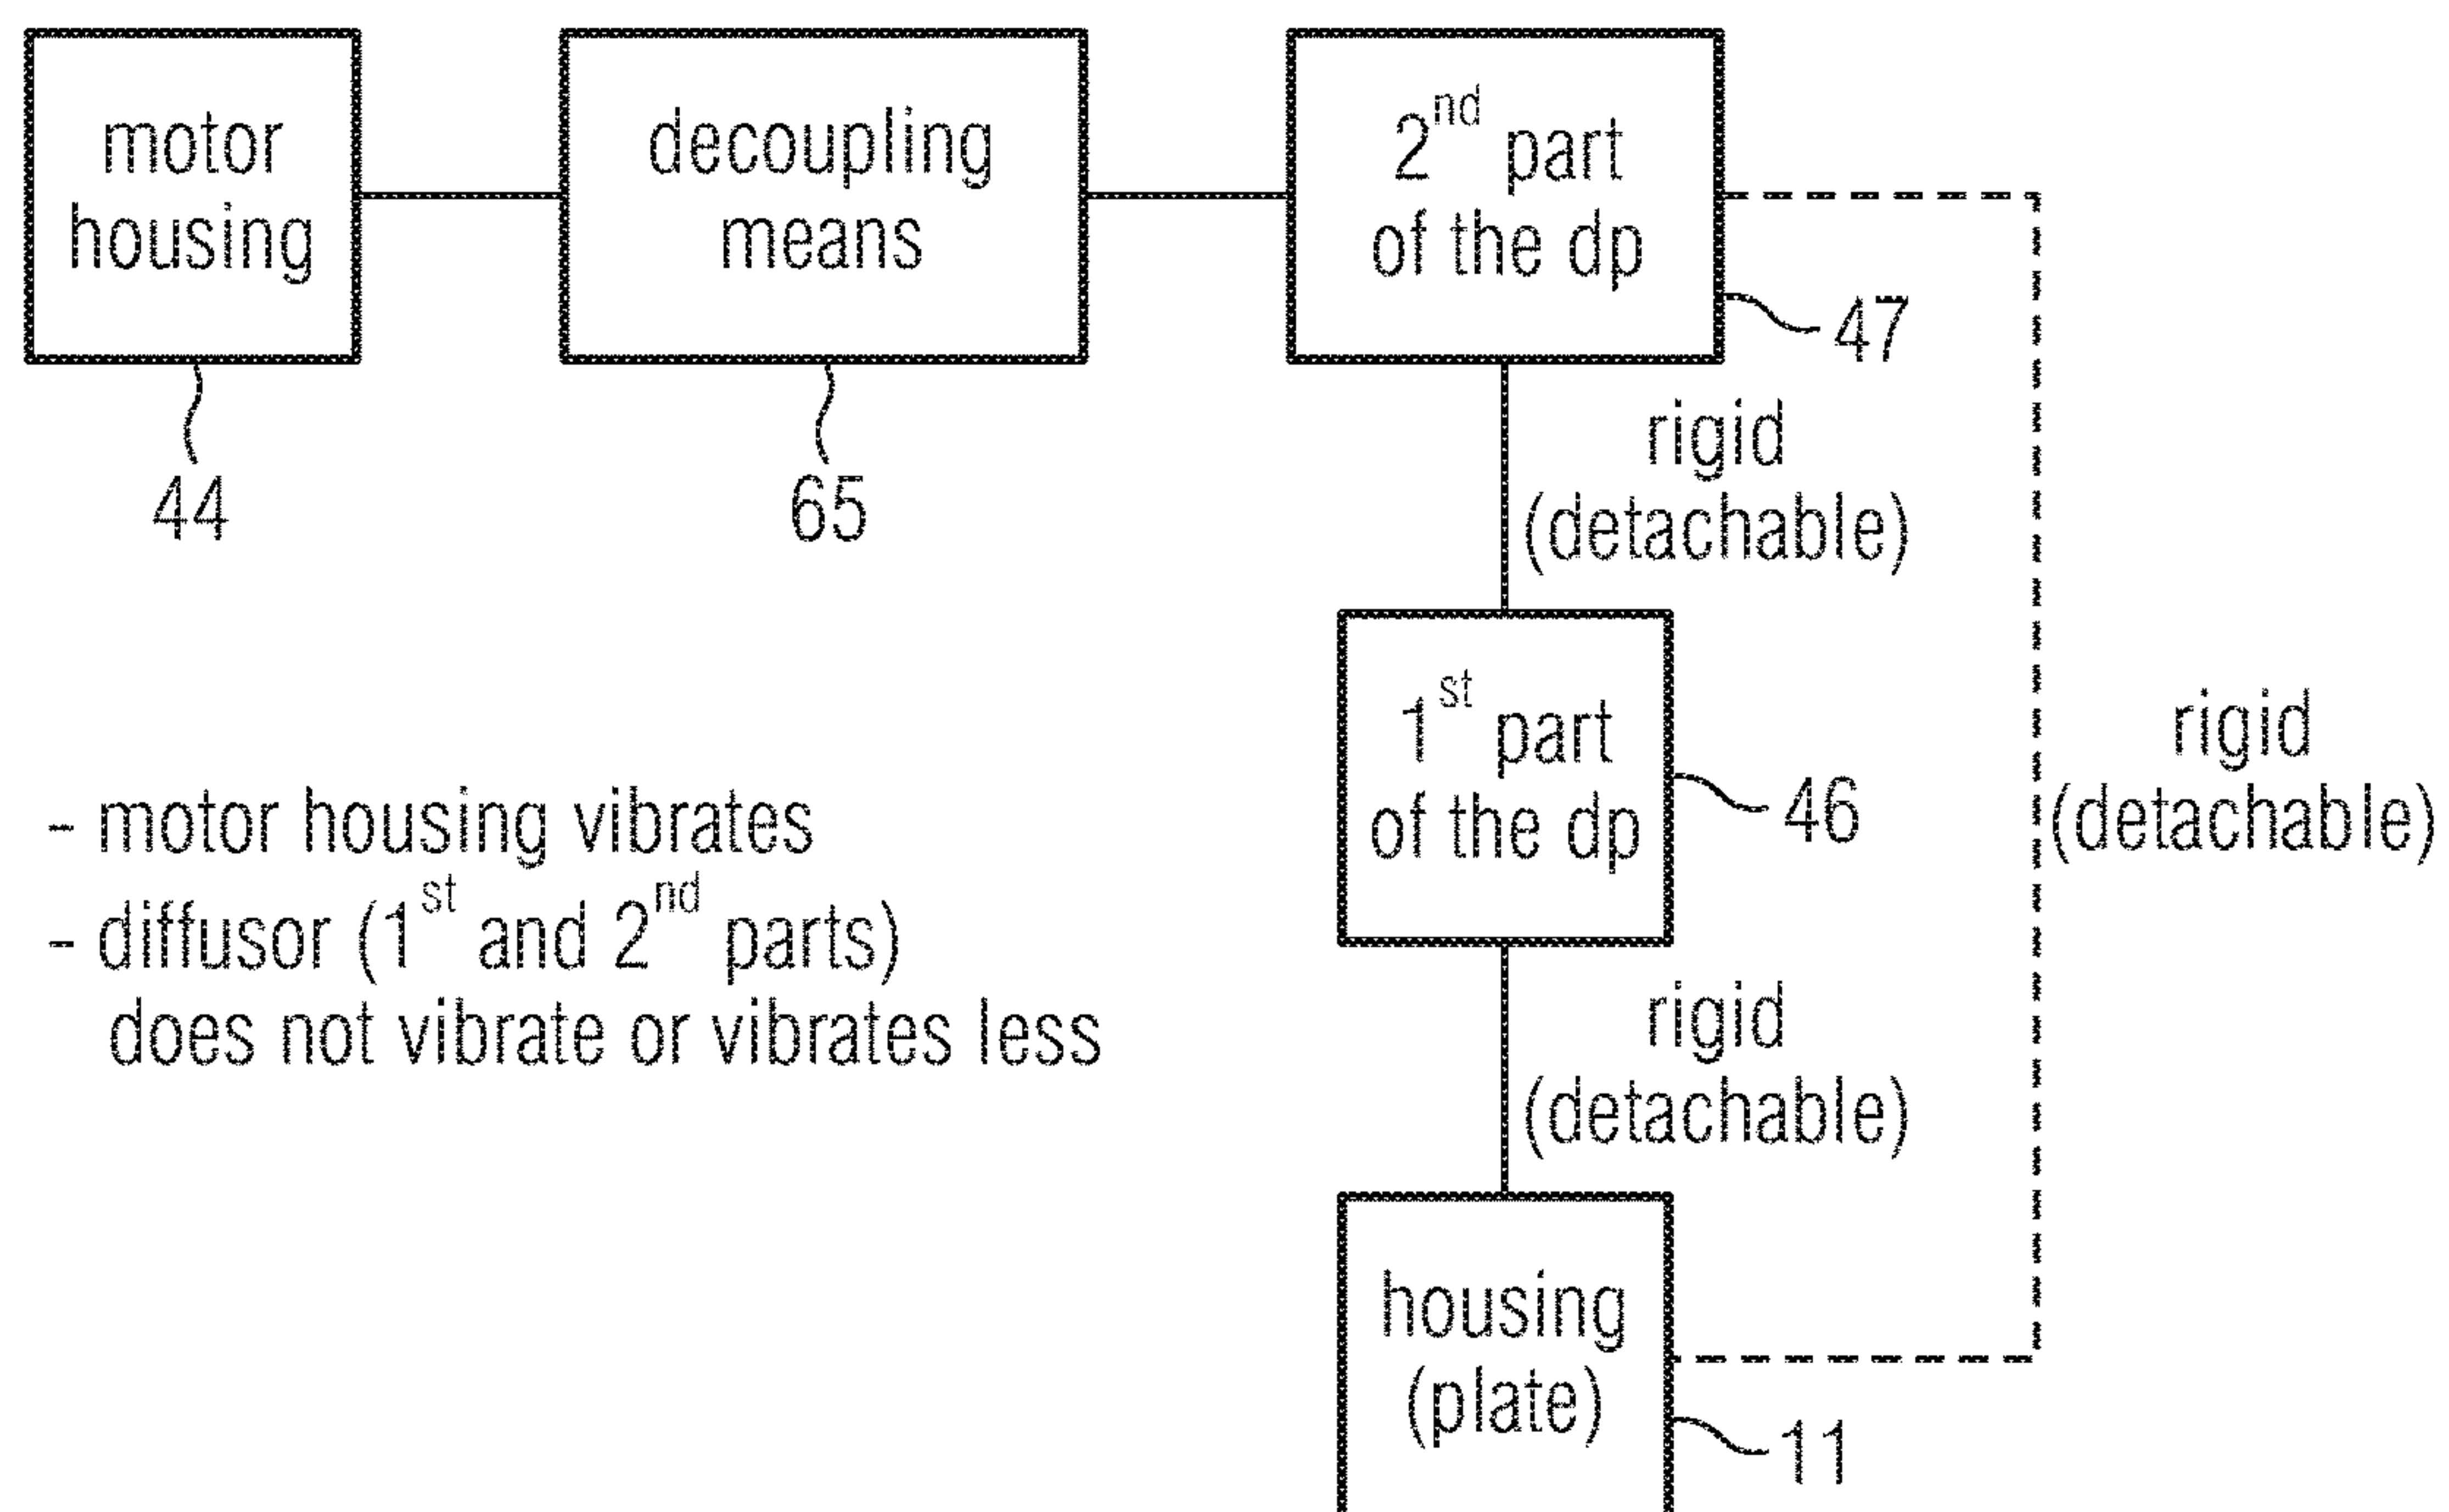 motor
housing
44
decoupling
means
65
2nd part
of the dp
47
rigid
(detachable)
1st part
of the dp
46
rigid
(detachable)
rigid
(detachable)
housing
(plate)
11
- motor housing vibrates
- diffusor (1st and 2nd parts)
does not vibrate or vibrates less